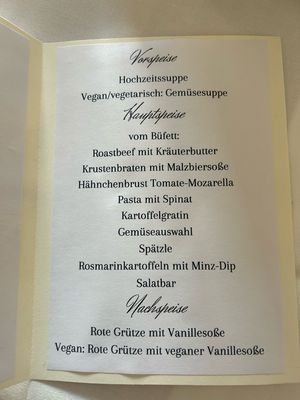 Vorspeise
Hochzeitssuppe
Vegan/vegetarisch: Gemüsesuppe
Hauptspeise
vom Büfett:
Roastbeef mit Kräuterbutter
Krustenbraten mit Malzbiersoße
Hähnchenbrust Tomate-Mozarella
Pasta mit Spinat
Kartoffelgratin
Gemüseauswahl
Spätzle
Rosmarinkartoffeln mit Minz-Dip
Salatbar
Nachspeise
Rote Grütze mit Vanillesoße
Vegan: Rote Grütze mit veganer Vanillesoße